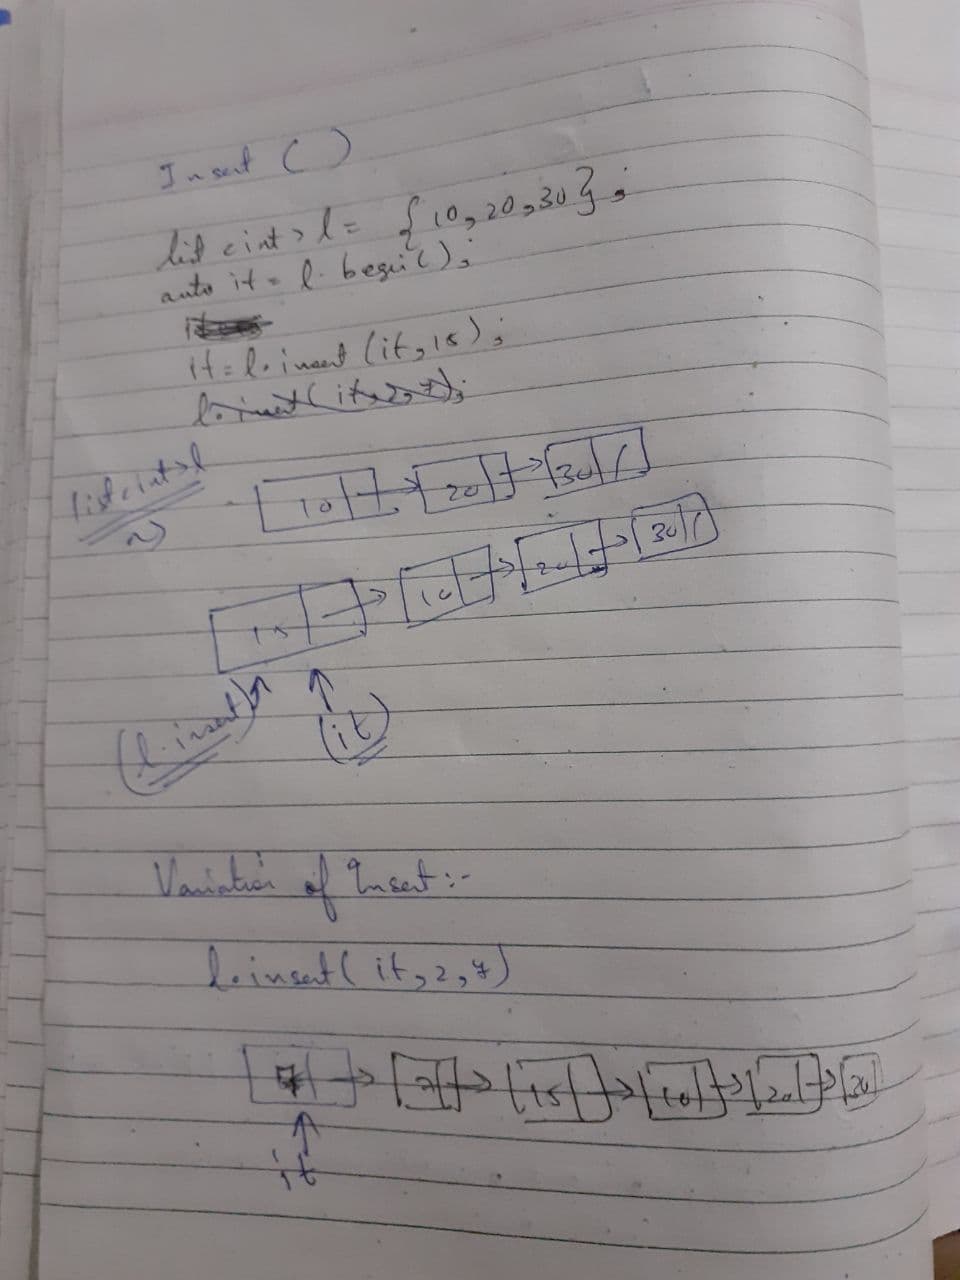 Insert ()
list <int> l = {10, 20, 30};
auto it = l. begin();
it = l. insert (it, 15);
l. insert (it, 2, 7);
list <int> l
10 20 30 /
15 10 20 30 /
(l. insert) (it)
Variation of Insert :-
l. insert ( it, 2, 7)
7 7 15 10 20 30
it